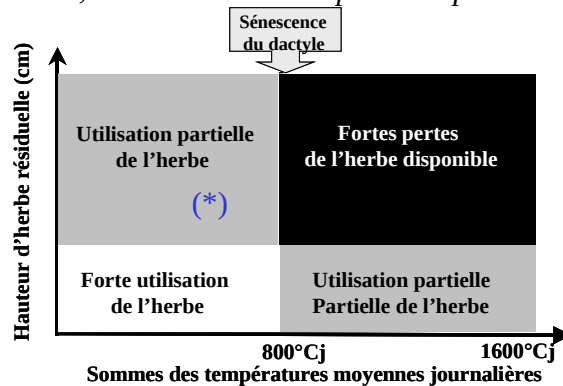 Sénescence
du dactyle
Hauteur d'herbe résiduelle (cm)
Utilisation partielle
de l'herbe
(*)
Fortes pertes
de l'herbe disponible
Forte utilisation
de l'herbe
Utilisation partielle
Partielle de l'herbe
800°Cj
1600°Cj
Sommes des températures moyennes journalières